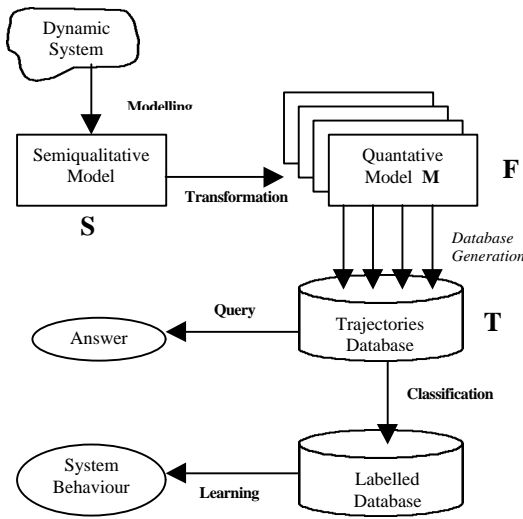 Dynamic
System
Modelling
Semiqualitative
Model
S
Transformation
Quantative
Model M
F
Database
Generation
Query
Answer
Trajectories
Database
T
Classification
System
Behaviour
Learning
Labelled
Database